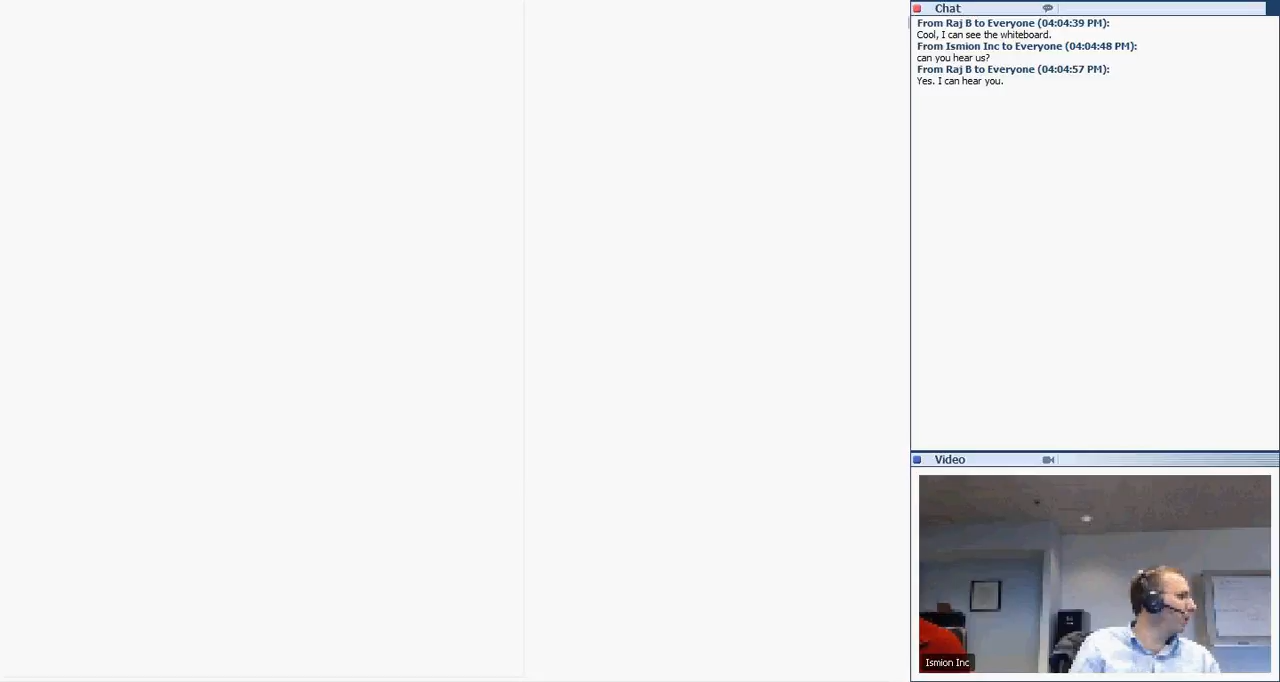 Chat
From Raj B to Everyone (04:04:39 PM):
Cool, I can see the whiteboard.
From Ismion Inc to Everyone (04:04:48 PM):
can you hear us?
From Raj B to Everyone (04:04:57 PM):
Yes. I can hear you.
Video
Ismion Inc